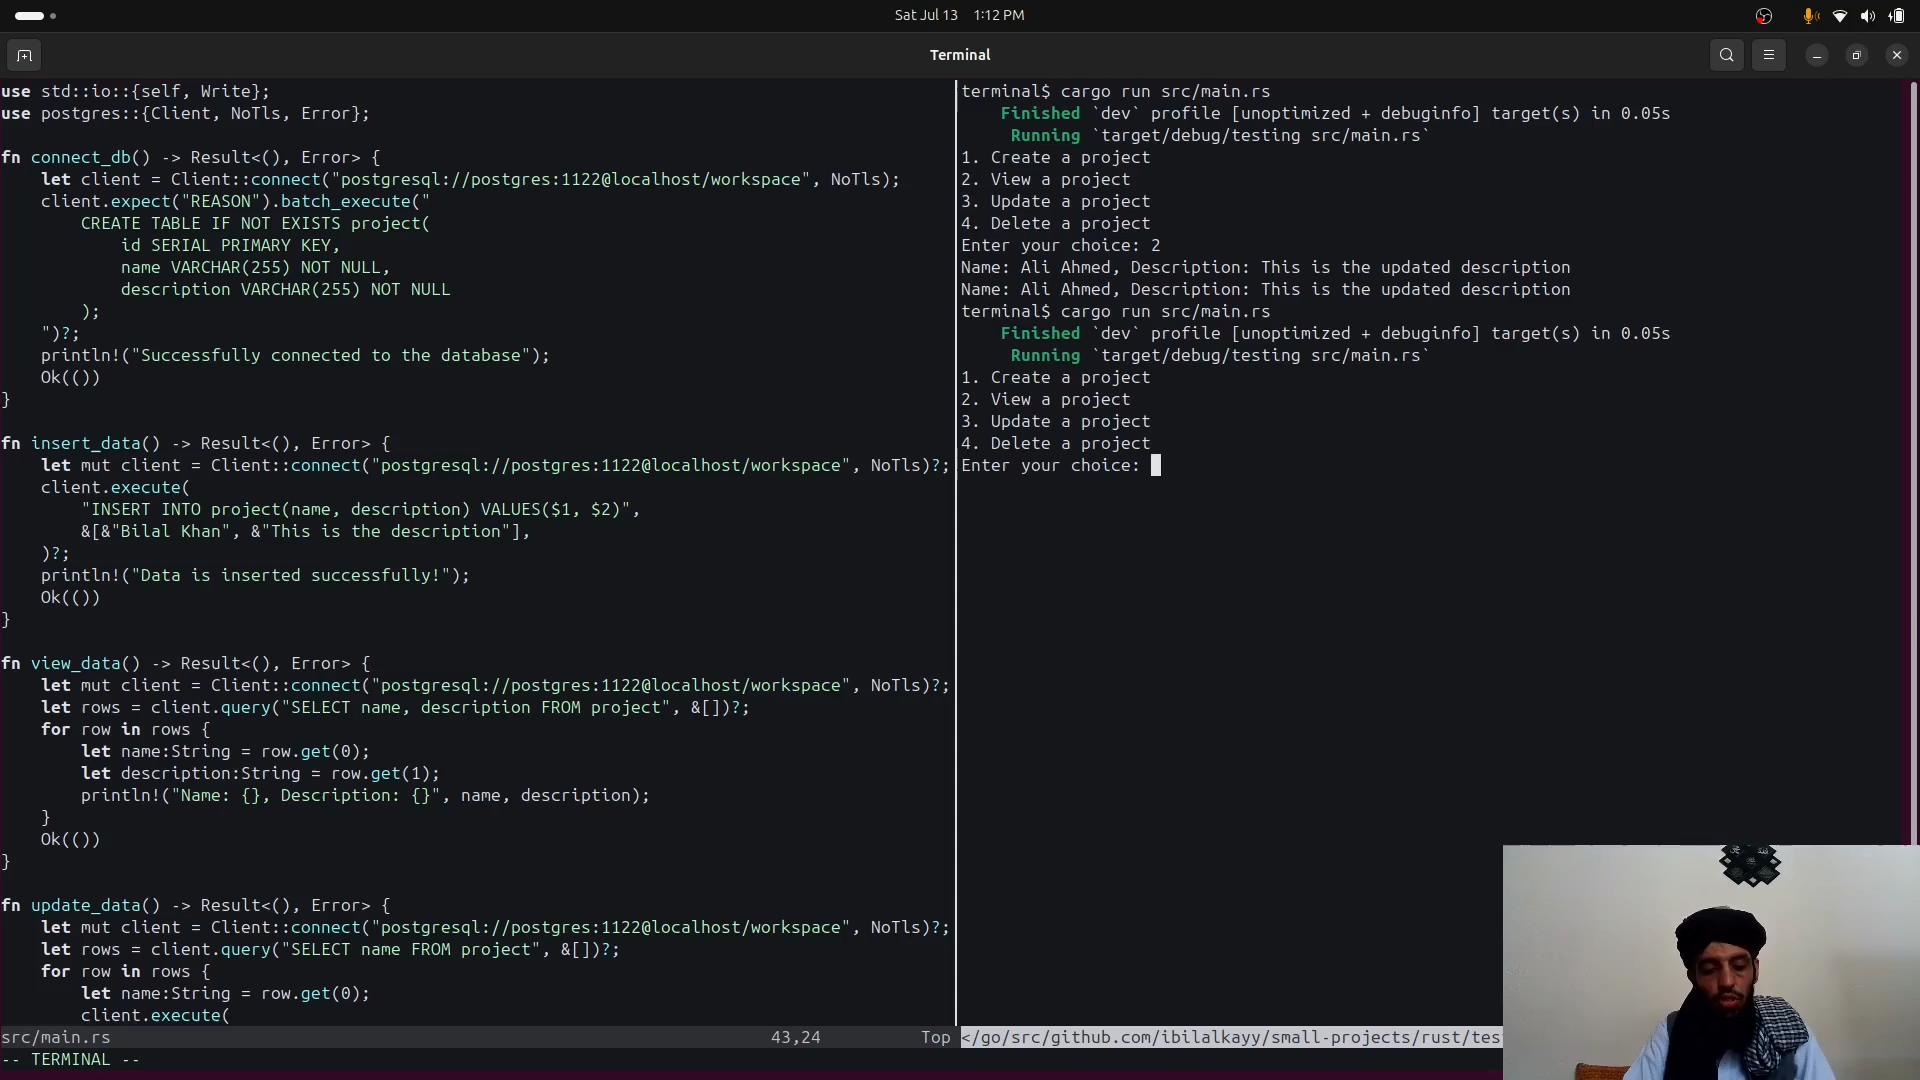 Sat Jul 13 1:12 PM
Terminal
use std::io::{self, Write};
use postgres::{Client, NoTls, Error};
fn connect_db() -> Result<(), Error> {
    let client = Client::connect("postgresql://postgres:1122@localhost/workspace", NoTls);
    client.expect("REASON").batch_execute("
        CREATE TABLE IF NOT EXISTS project(
            id SERIAL PRIMARY KEY,
            name VARCHAR(255) NOT NULL,
            description VARCHAR(255) NOT NULL
        );
    ")?;
    println!("Successfully connected to the database");
    Ok(())
}
fn insert_data() -> Result<(), Error> {
    let mut client = Client::connect("postgresql://postgres:1122@localhost/workspace", NoTls)?;
    client.execute(
        "INSERT INTO project(name, description) VALUES($1, $2)",
        &[&"Bilal Khan", &"This is the description"],
    )?;
    println!("Data is inserted successfully!");
    Ok(())
}
fn view_data() -> Result<(), Error> {
    let mut client = Client::connect("postgresql://postgres:1122@localhost/workspace", NoTls)?;
    let rows = client.query("SELECT name, description FROM project", &[])?;
    for row in rows {
        let name:String = row.get(0);
        let description:String = row.get(1);
        println!("Name: {}, Description: {}", name, description);
    }
    Ok(())
}
fn update_data() -> Result<(), Error> {
    let mut client = Client::connect("postgresql://postgres:1122@localhost/workspace", NoTls)?;
    let rows = client.query("SELECT name FROM project", &[])?;
    for row in rows {
        let name:String = row.get(0);
        client.execute(
src/main.rs 43,24 Top
-- TERMINAL --
terminal$ cargo run src/main.rs
    Finished `dev` profile [unoptimized + debuginfo] target(s) in 0.05s
     Running `target/debug/testing src/main.rs`
1. Create a project
2. View a project
3. Update a project
4. Delete a project
Enter your choice: 2
Name: Ali Ahmed, Description: This is the updated description
Name: Ali Ahmed, Description: This is the updated description
terminal$ cargo run src/main.rs
    Finished `dev` profile [unoptimized + debuginfo] target(s) in 0.05s
     Running `target/debug/testing src/main.rs`
1. Create a project
2. View a project
3. Update a project
4. Delete a project
Enter your choice:
</go/src/github.com/ibilalkayy/small-projects/rust/tes